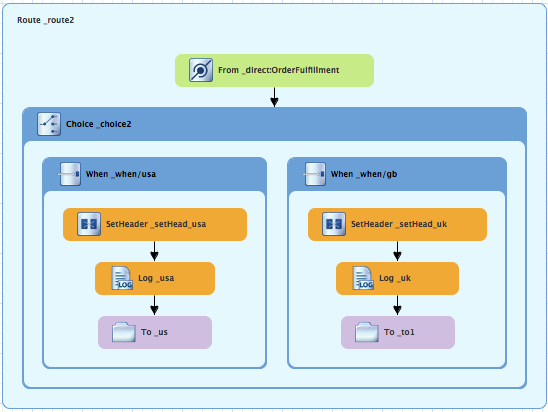 Route _route2
From _direct:OrderFulfillment
Choice _choice2
When _when/usa
When _when/gb
SetHeader _setHead_usa
SetHeader _setHead_uk
LOG
Log _usa
LOG
Log _uk
To _us
To _to1